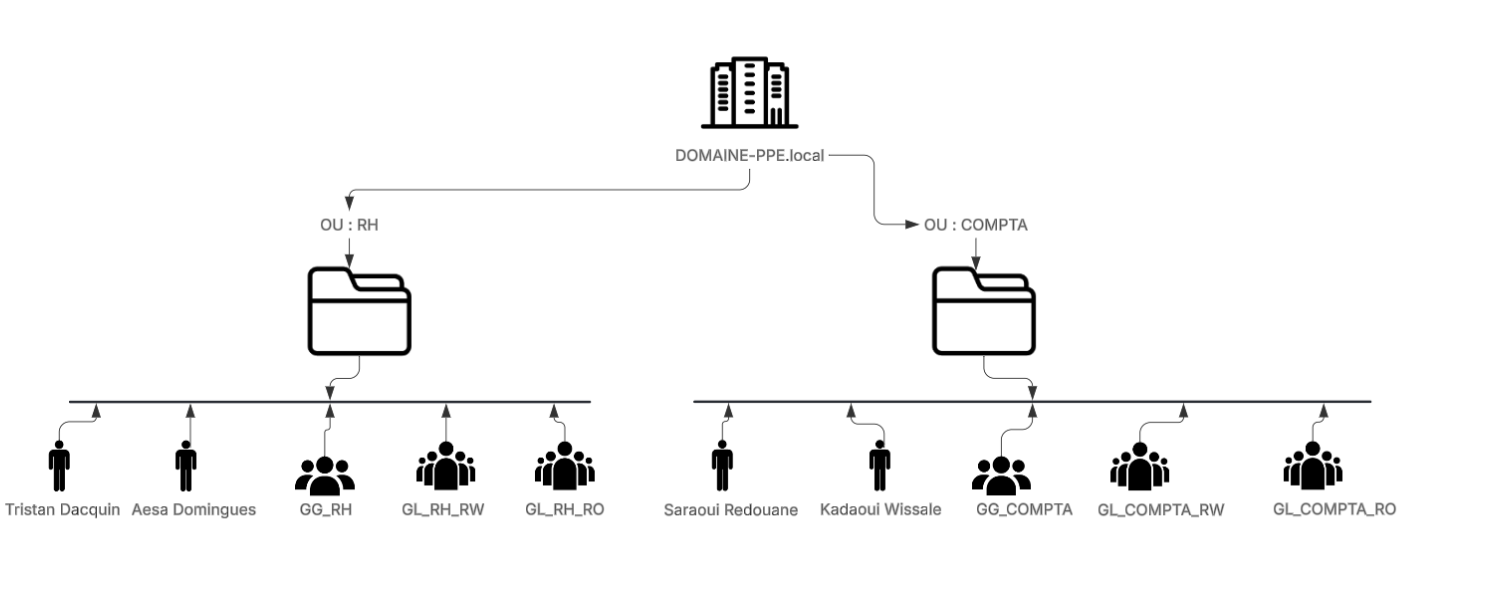 DOMAINE-PPE.local
OU : RH
OU : COMPTA
Tristan Dacquin
Aesa Domingues
GG_RH
GL_RH_RW
GL_RH_RO
Saraoui Redouane
Kadaoui Wissale
GG_COMPTA
GL_COMPTA_RW
GL_COMPTA_RO